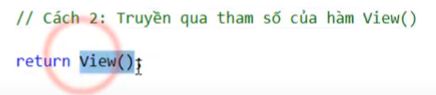 // Cách 2: Truyền qua tham số của hàm View()
return View();